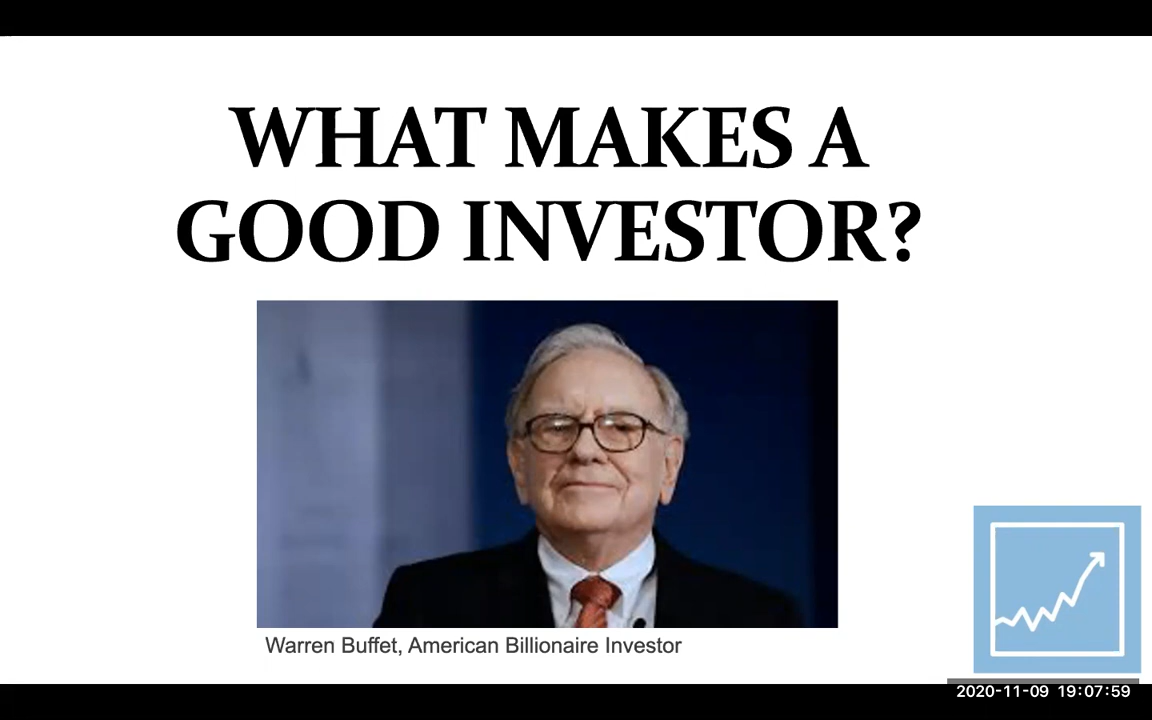 WHAT MAKES A
GOOD INVESTOR?
Warren Buffet, American Billionaire Investor
2020-11-09 19:07:59